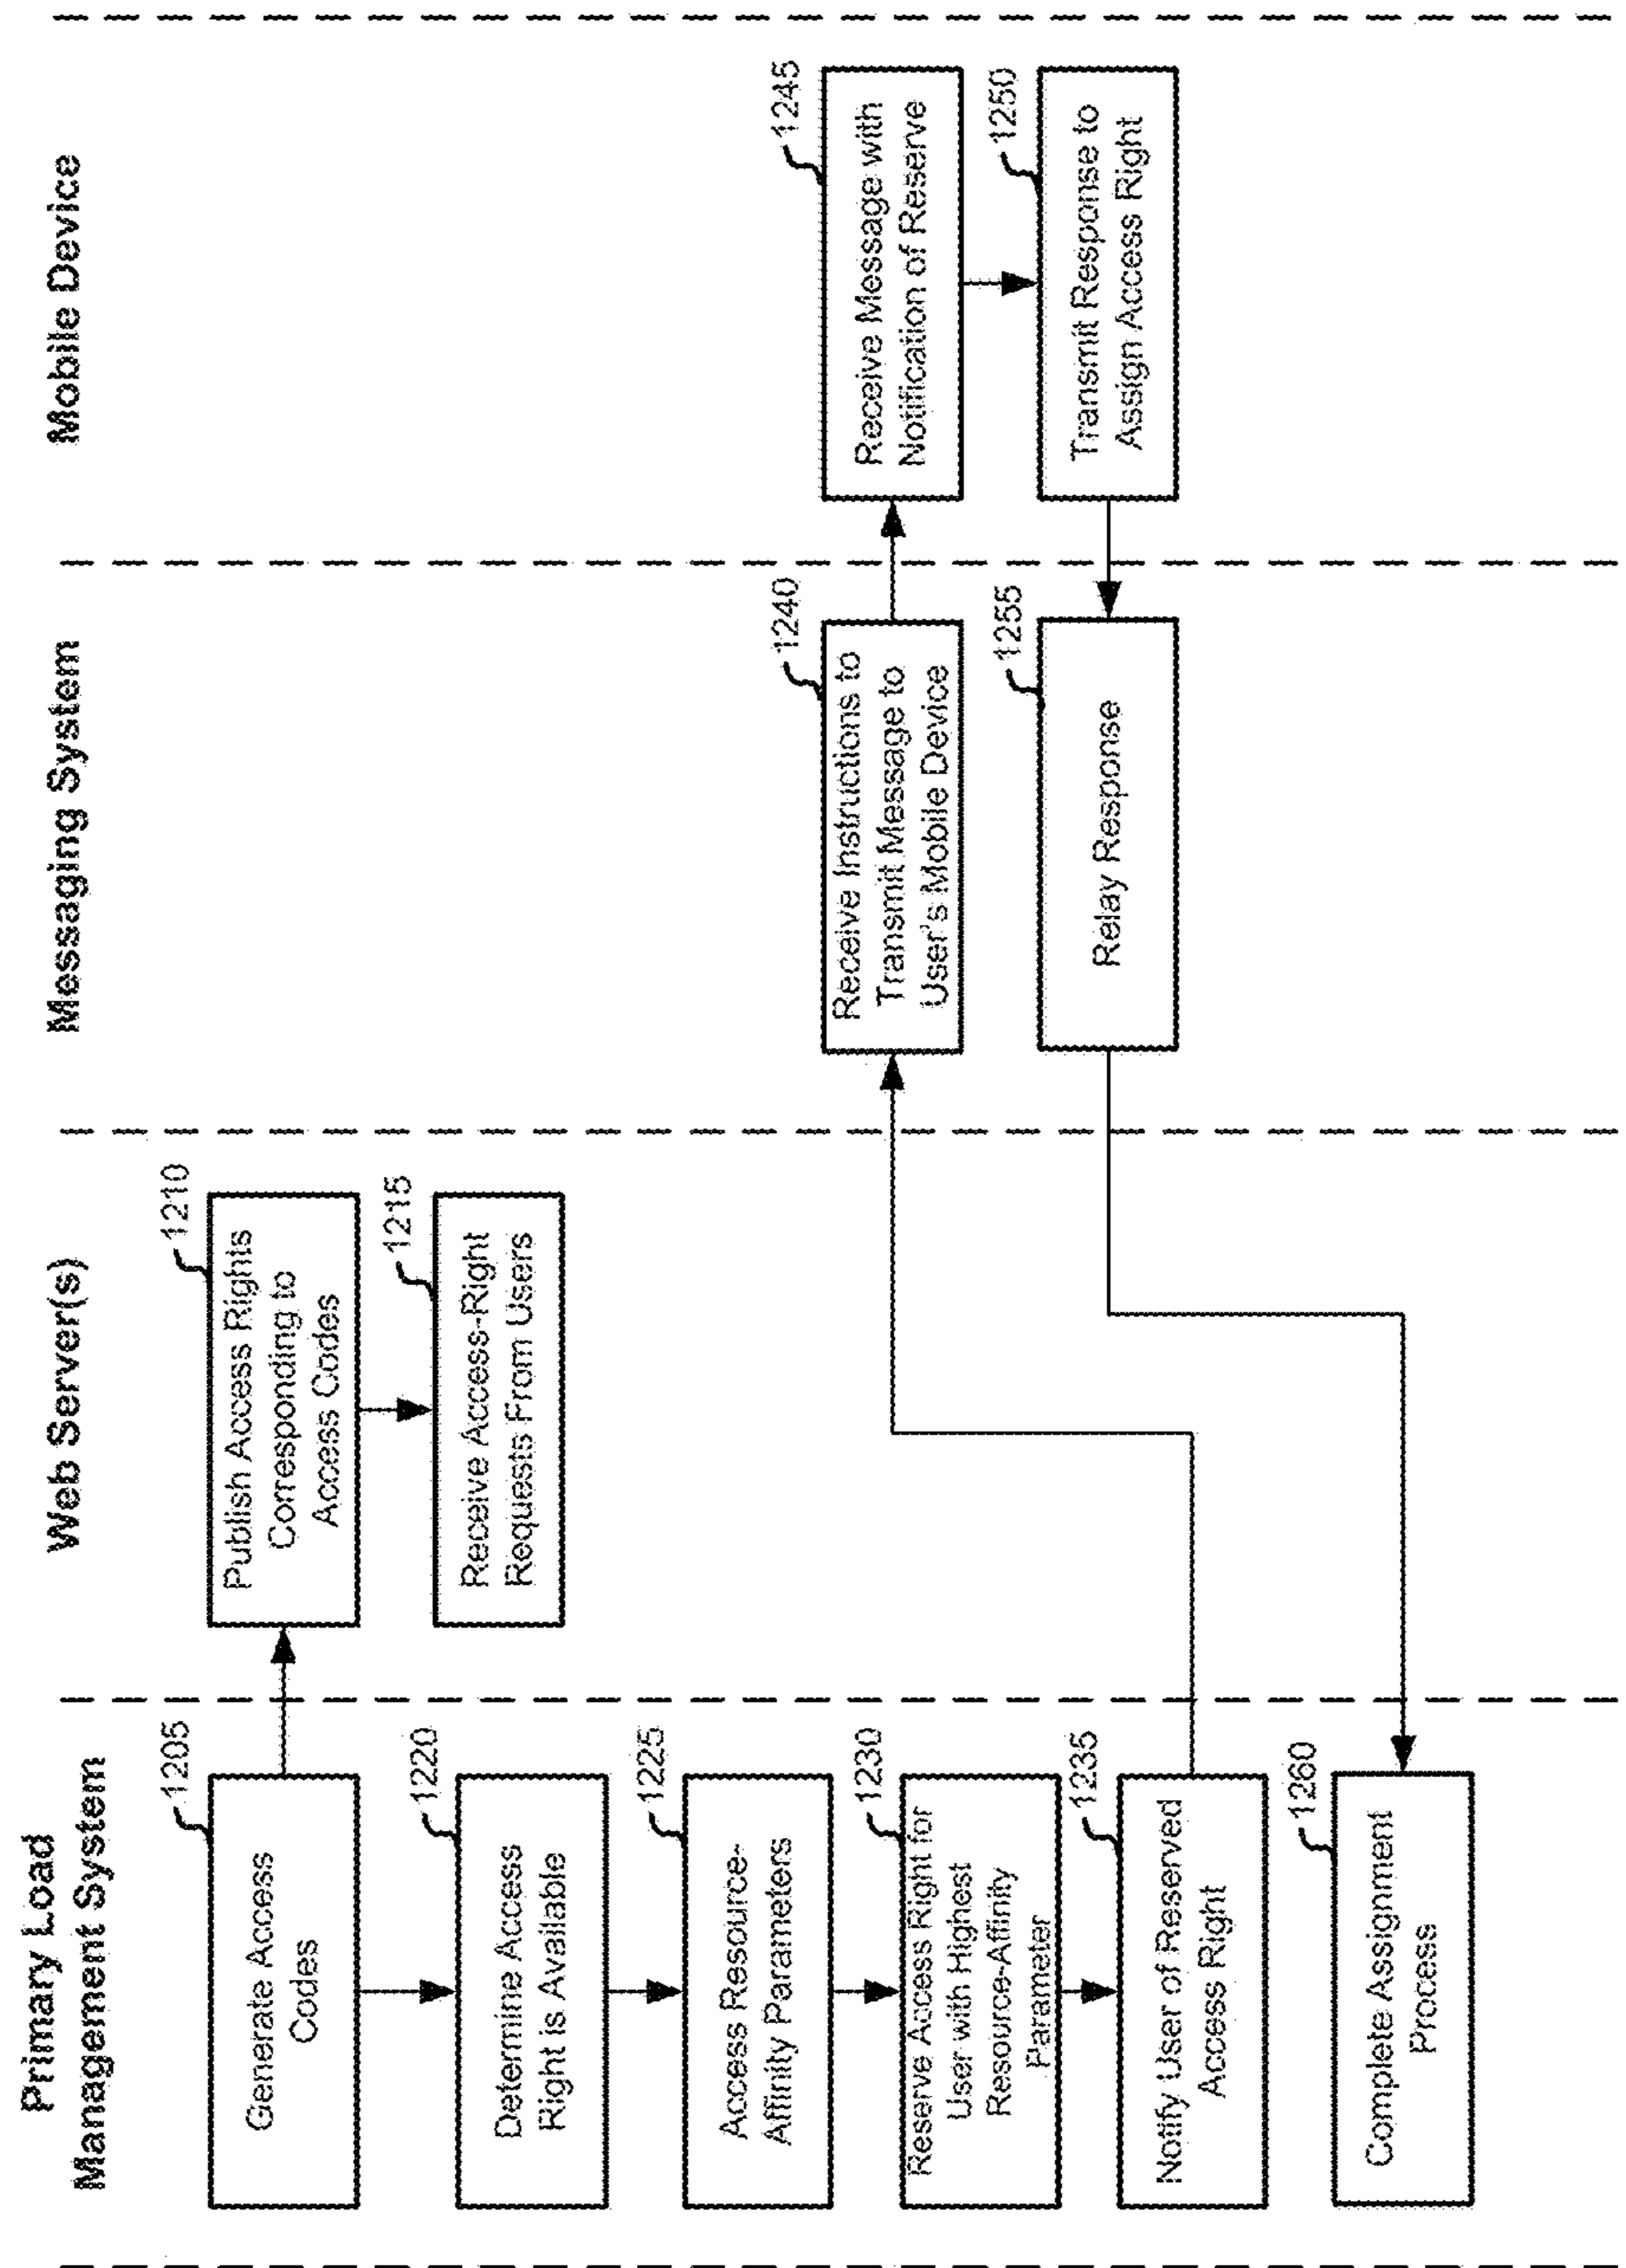 Primary Load
Management System
Web Server(s)
Messaging System
Mobile Device
1205
Generate Access
Codes
1210
Publish Access Rights
Corresponding to
Access Codes
1215
Receive Access-Right
Requests From Users
1220
Determine Access
Right is Available
1225
Access Resource-
Affinity Parameters
1230
Reserve Access Right for
User with Highest
Resource-Affinity
Parameter
1235
Notify User of Reserved
Access Right
1240
Receive Instructions to
Transmit Message to
User's Mobile Device
1245
Receive Message with
Notification of Reserve
1250
Transmit Response to
Assign Access Right
1255
Relay Response
1260
Complete Assignment
Process